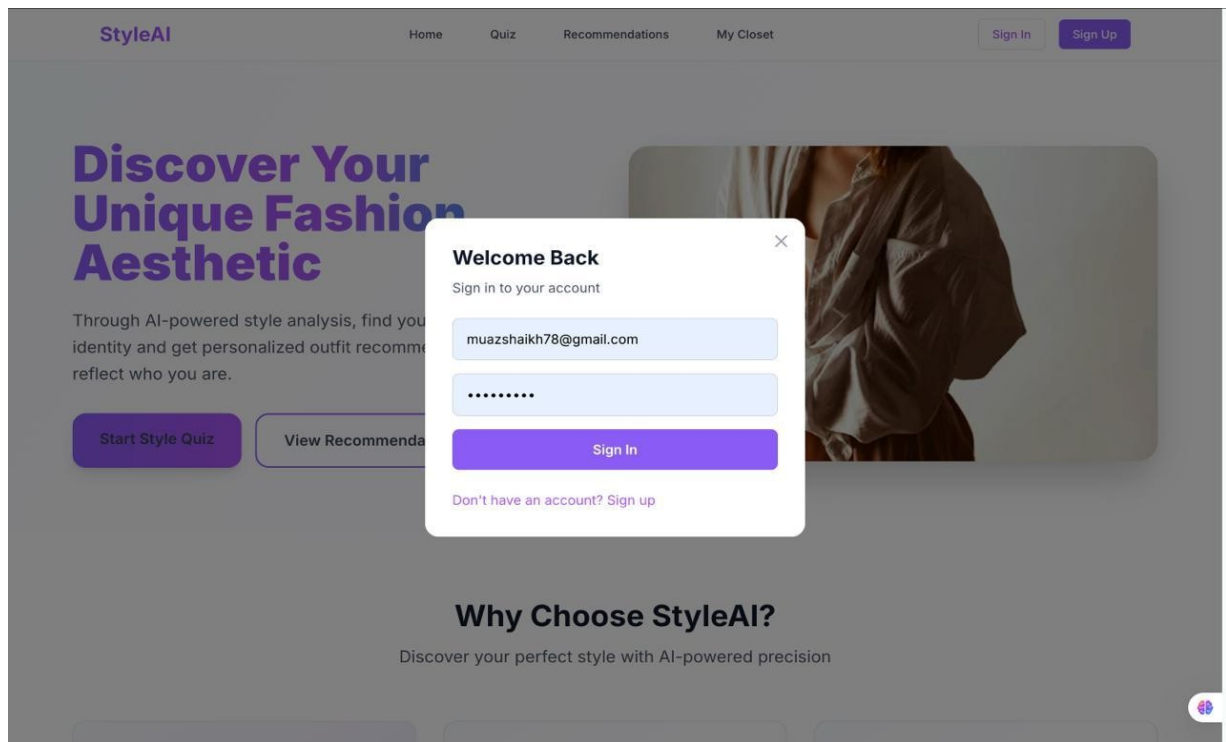 StyleAI
Home Quiz Recommendations My Closet
Sign In Sign Up
Discover Your
Unique Fashion
Aesthetic
Through AI-powered style analysis, find you
identity and get personalized outfit recomme
reflect who you are.
Start Style Quiz
View Recommenda
Welcome Back
Sign in to your account
muazshaikh78@gmail.com
•••••••••
Sign In
Don't have an account? Sign up
Why Choose StyleAI?
Discover your perfect style with AI-powered precision